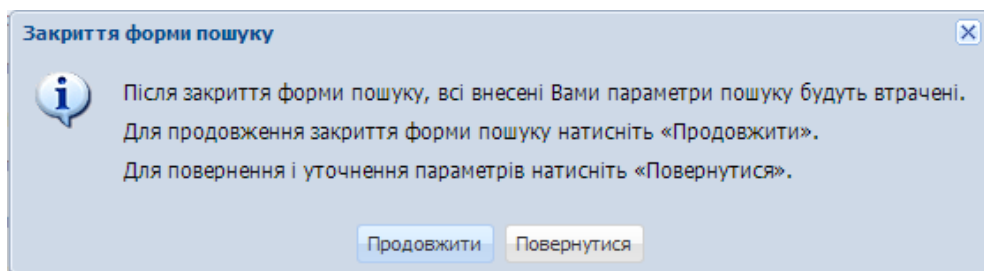 Закриття форми пошуку
Після закриття форми пошуку, всі внесені Вами параметри пошуку будуть втрачені.
Для продовження закриття форми пошуку натисніть «Продовжити».
Для повернення і уточнення параметрів натисніть «Повернутися».
Продовжити Повернутися